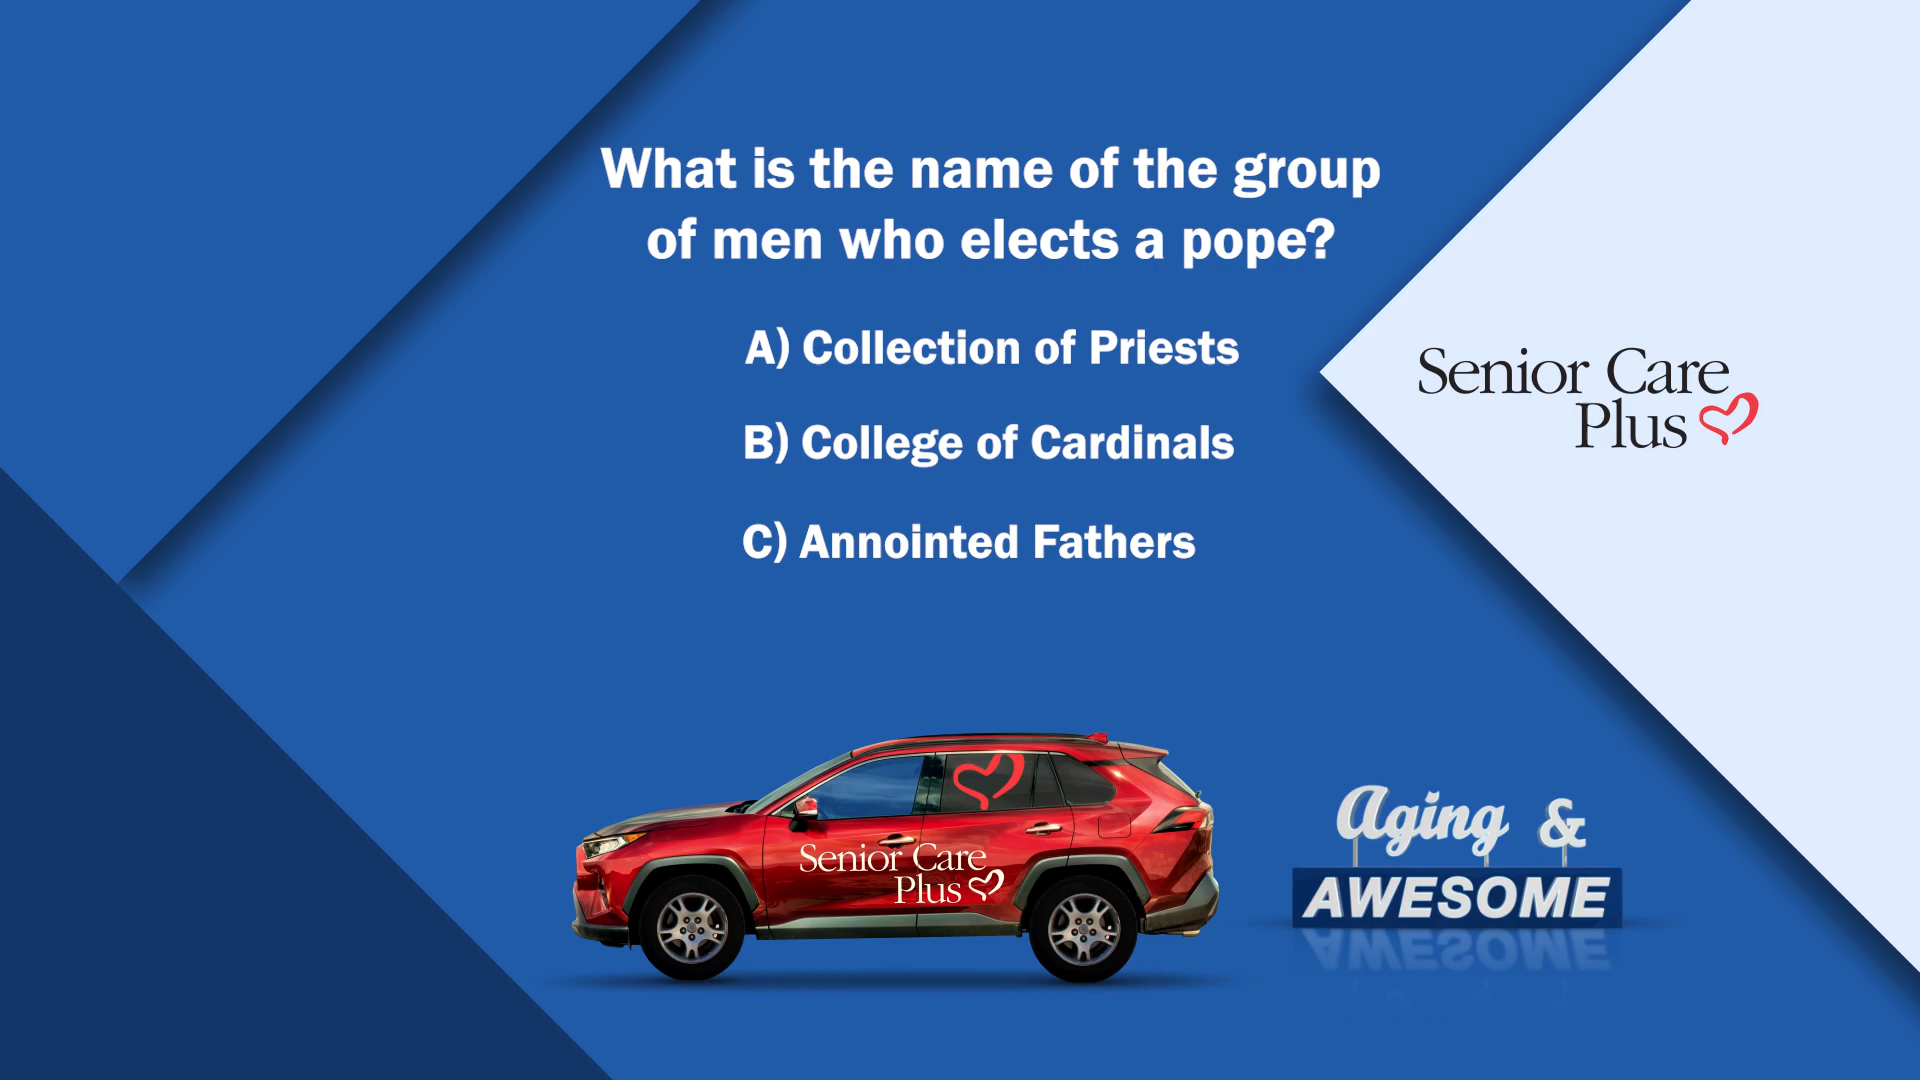 What is the name of the group
of men who elects a pope?
A) Collection of Priests
B) College of Cardinals
C) Annointed Fathers
Senior Care
Plus
Senior Care
Plus
Aging &
AWESOME